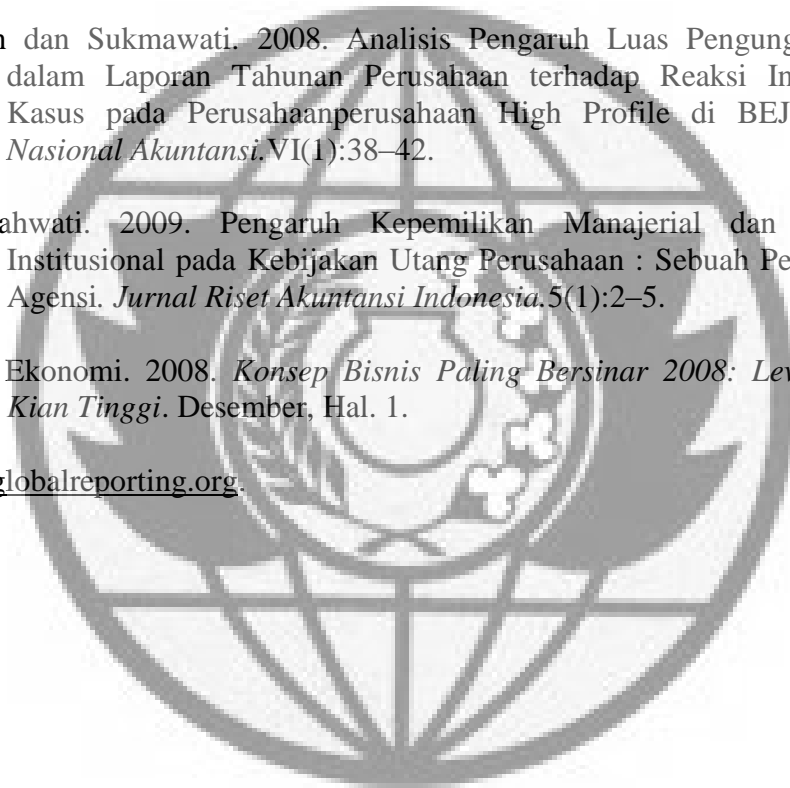 n dan Sukmawati. 2008. Analisis Pengaruh Luas Pengung
dalam Laporan Tahunan Perusahaan terhadap Reaksi In
Kasus pada Perusahaanperusahaan High Profile di BEJ
Nasional Akuntansi.VI(1):38–42.
ahwati. 2009. Pengaruh Kepemilikan Manajerial dan
Institusional pada Kebijakan Utang Perusahaan : Sebuah Pe
Agensi. Jurnal Riset Akuntansi Indonesia.5(1):2–5.
Ekonomi. 2008. Konsep Bisnis Paling Bersinar 2008: Lev
Kian Tinggi. Desember, Hal. 1.
globalreporting.org.